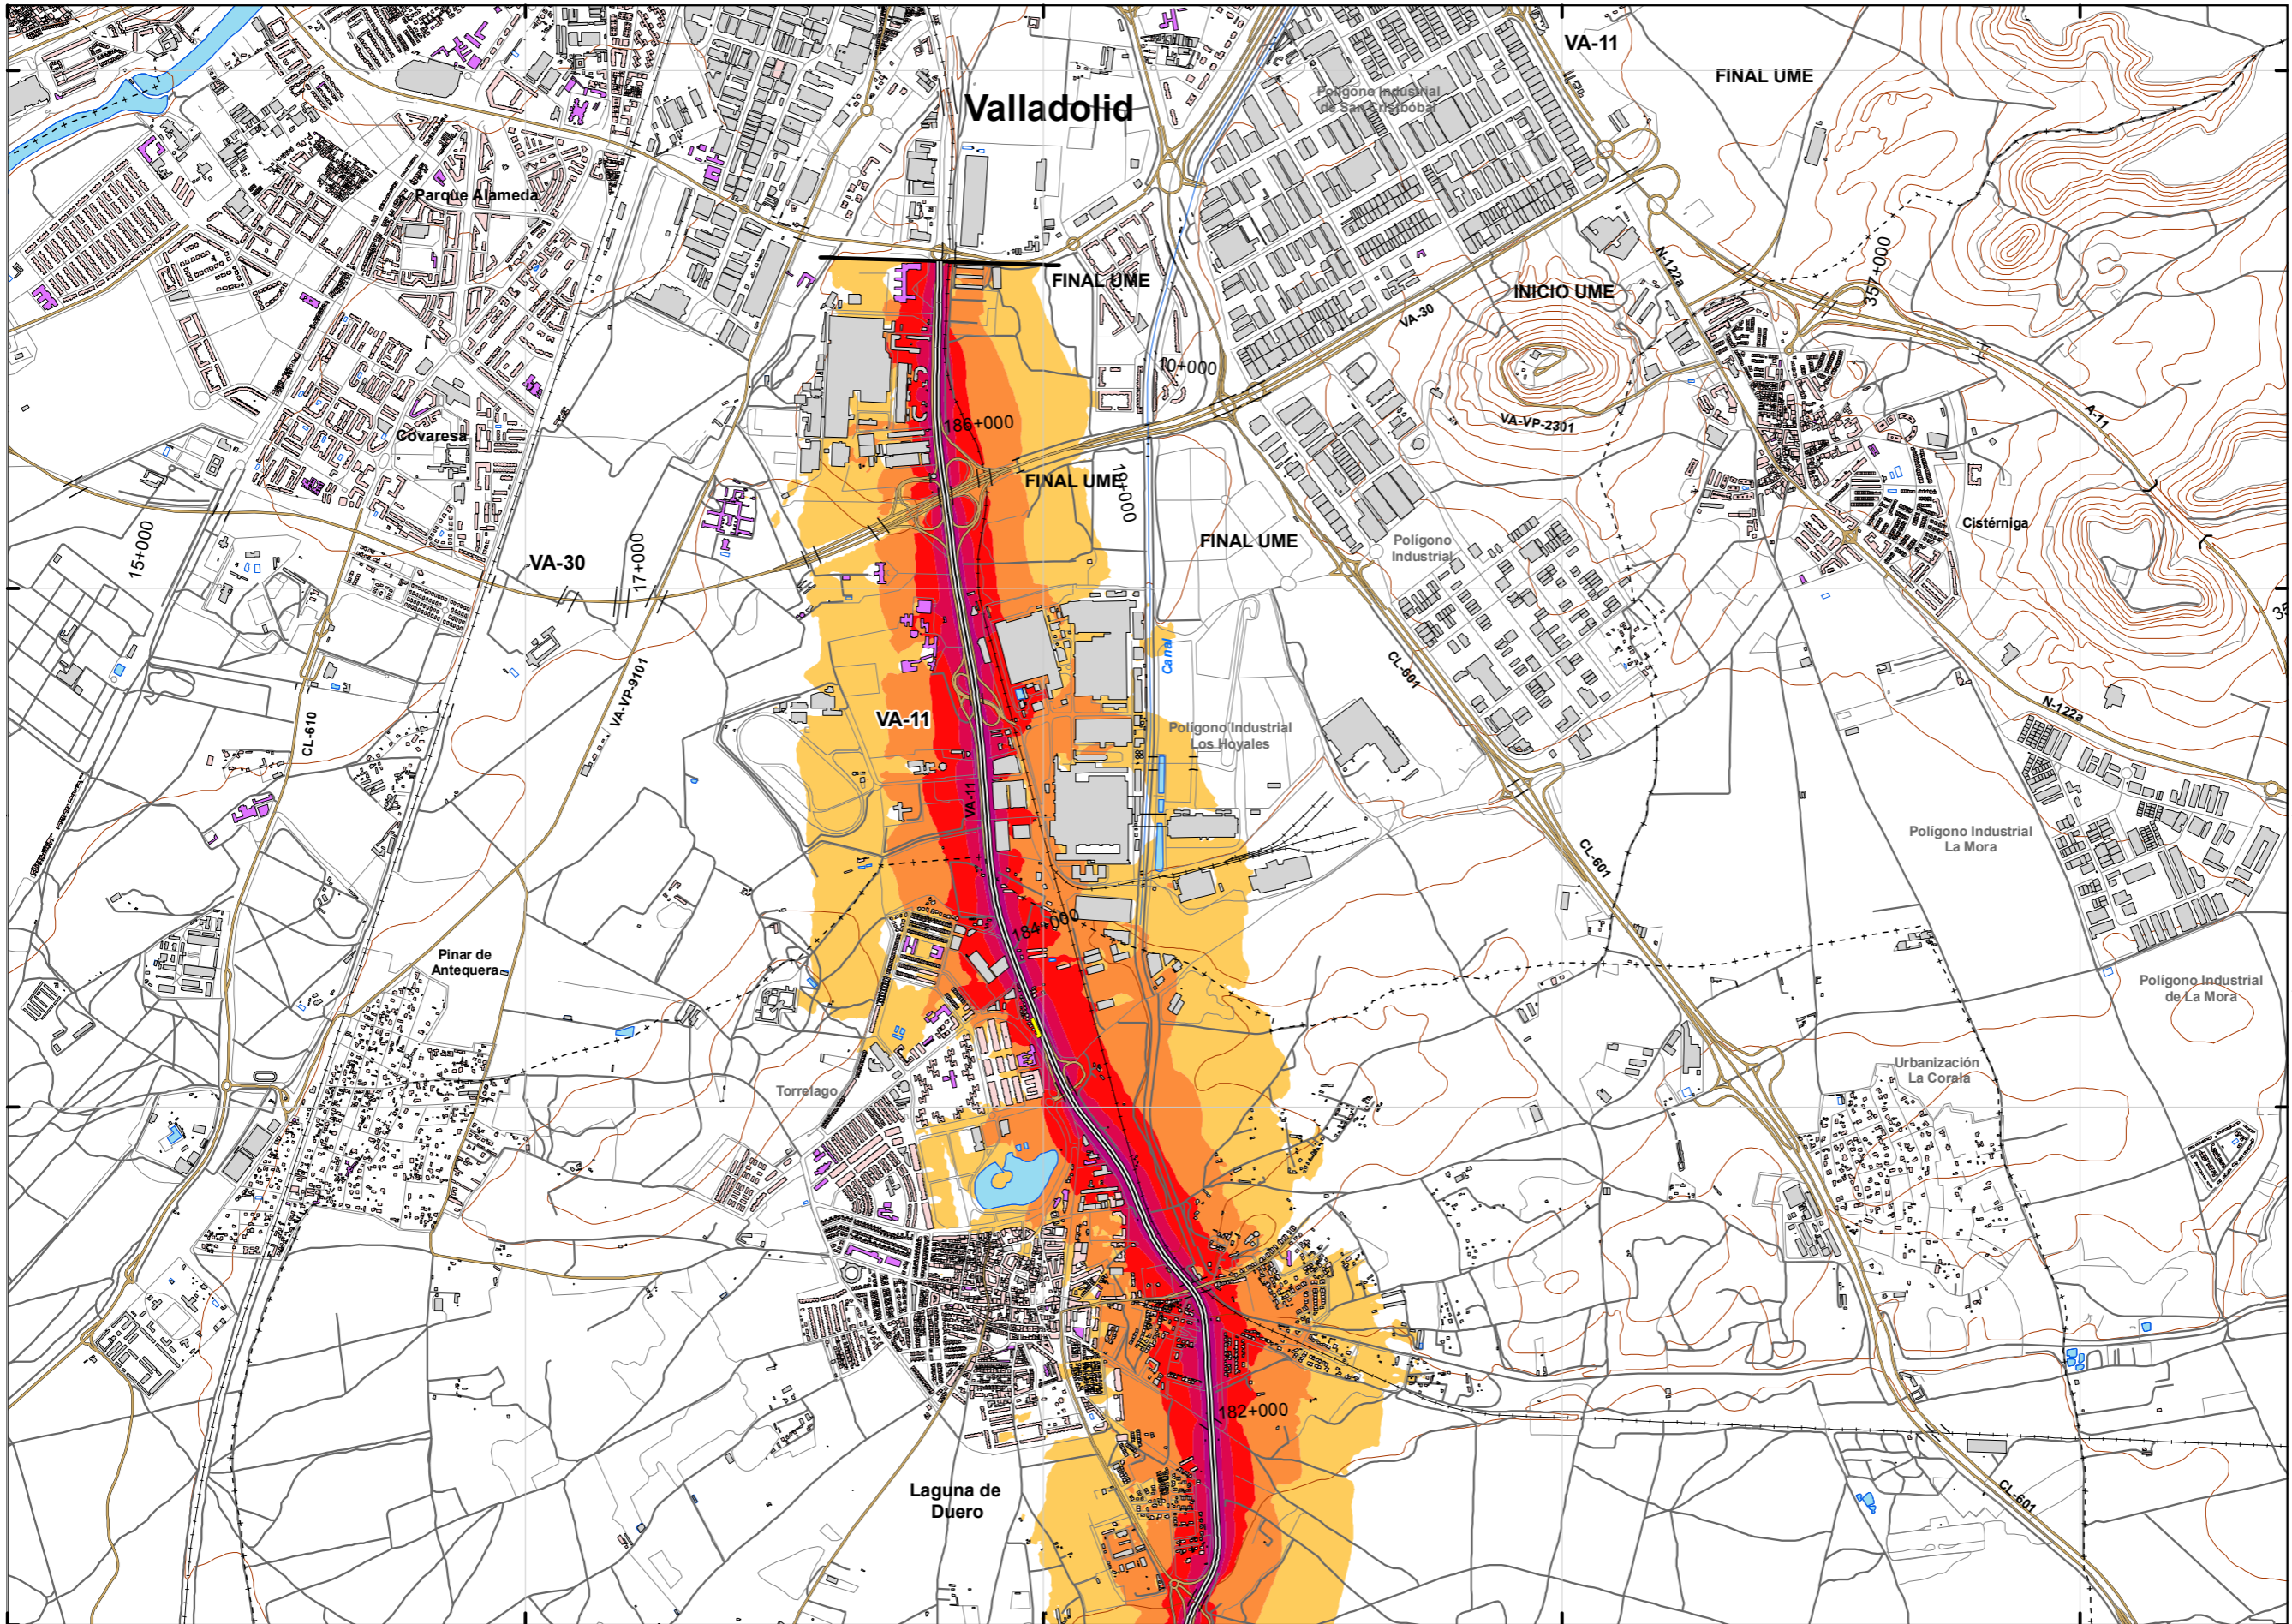 VA-11
FINAL UME
Polígono Industrial
de San Cristóbal
Valladolid
Parque Alameda
N-122a
357+000
FINAL UME
INICIO UME
VA-30
10+000
VA-VP-2301
A-11
186+000
Covaresa
FINAL UME
10+000
Cistérniga
15+000
VA-30
17+000
FINAL UME
Polígono
Industrial
35
Canal
CL-601
VA-VP-9101
CL-610
VA-11
Polígono Industrial
Los Hoyales
N-122a
VA-11
Polígono Industrial
La Mora
CL-601
184+000
Pinar de
Antequera
Polígono Industrial
de La Mora
Urbanización
La Corala
Torrelago
182+000
Laguna de
Duero
CL-601